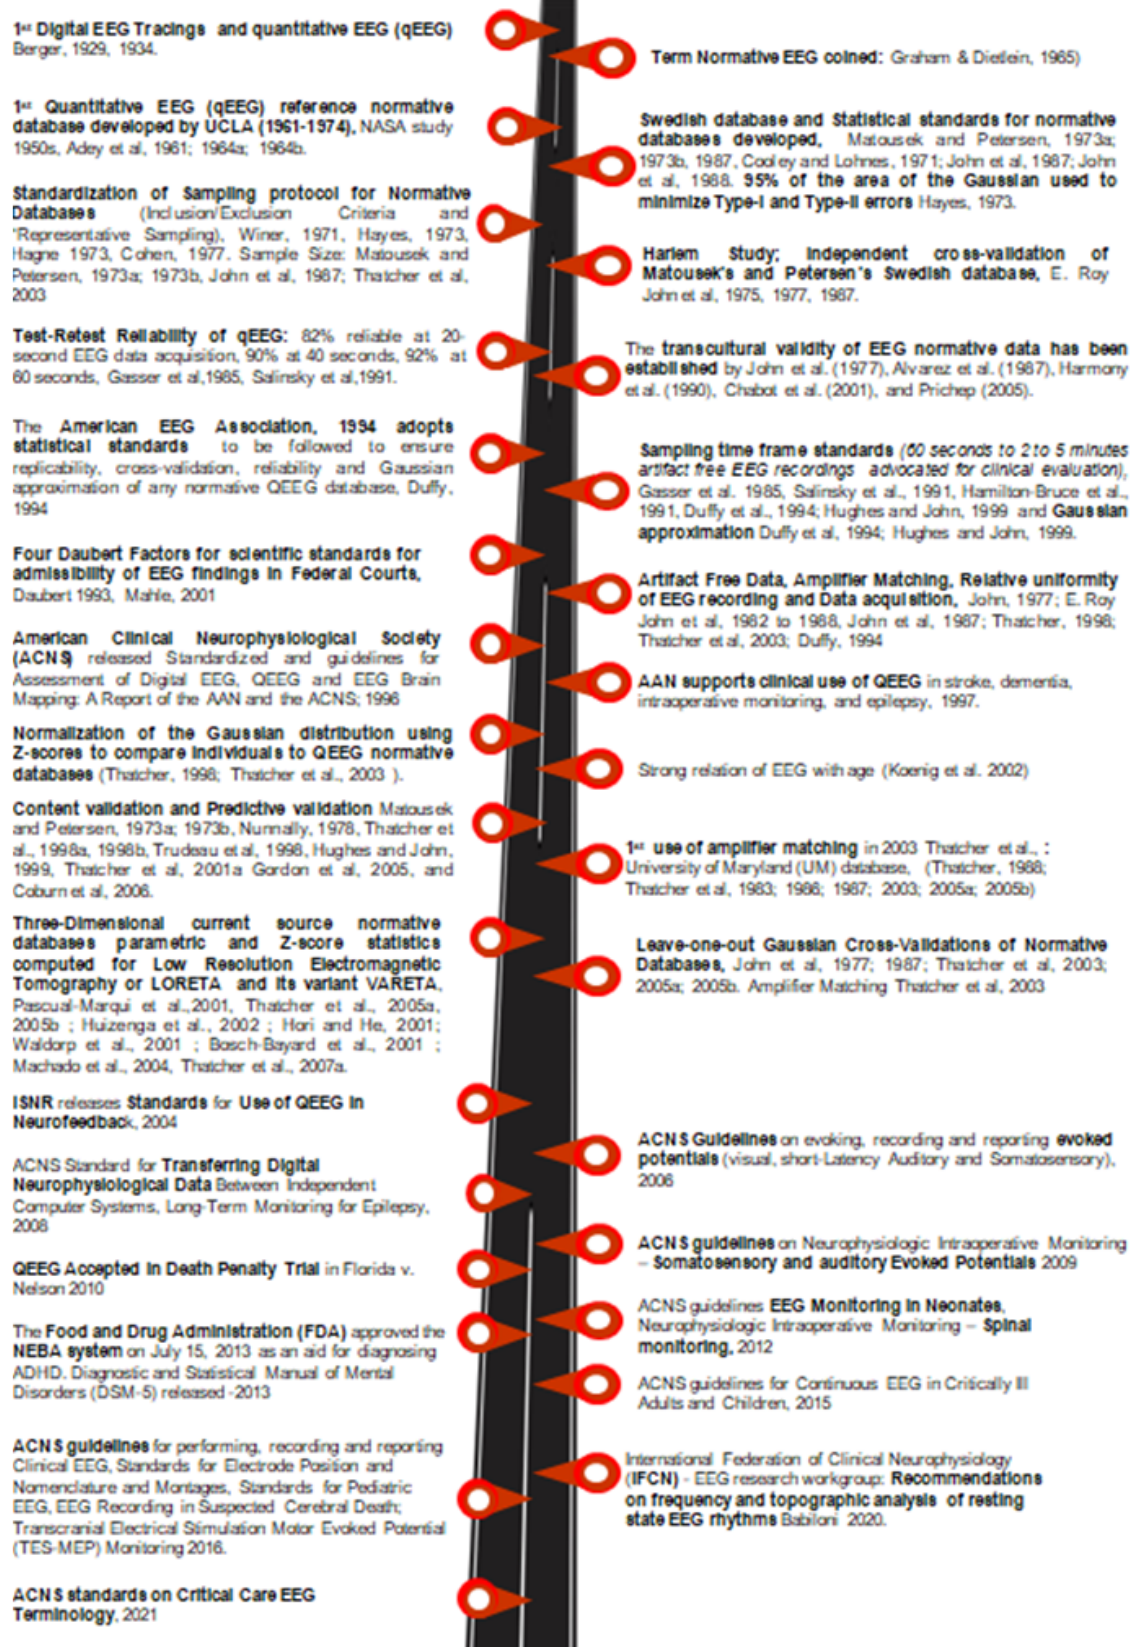 1st Digital EEG Tracings and quantitative EEG (qEEG)
Berger, 1929, 1934.
Term Normative EEG coined: Graham & Dietlein, 1965)
1st Quantitative EEG (qEEG) reference normative
database developed by UCLA (1961-1974), NASA study
1950s, Adey et al, 1961; 1964a; 1964b.
Swedish database and Statistical standards for normative
databases developed, Matousek and Petersen, 1973a;
1973b, 1987, Cooley and Lohnes, 1971; John et al, 1987; John
et al, 1988. 95% of the area of the Gaussian used to
minimize Type-I and Type-II errors Hayes, 1973.
Standardization of Sampling protocol for Normative
Databases (Inclusion/Exclusion Criteria and
"Representative Sampling), Winer, 1971, Hayes, 1973,
Hagne 1973, Cohen, 1977. Sample Size: Matousek and
Petersen, 1973a; 1973b, John et al, 1987; Thatcher et al,
2003
Harlem Study; Independent cross-validation of
Matousek's and Petersen's Swedish database, E. Roy
John et al, 1975, 1977, 1987.
Test-Retest Reliability of qEEG: 82% reliable at 20-
second EEG data acquisition, 90% at 40 seconds, 92% at
60 seconds, Gasser et al,1985, Salinsky et al,1991.
The transcultural validity of EEG normative data has been
established by John et al. (1977), Alvarez et al. (1987), Harmony
et al. (1990), Chabot et al. (2001), and Prichep (2005).
The American EEG Association, 1994 adopts
statistical standards to be followed to ensure
replicability, cross-validation, reliability and Gaussian
approximation of any normative QEEG database, Duffy,
1994
Sampling time frame standards (60 seconds to 2 to 5 minutes
artifact free EEG recordings advocated for clinical evaluation),
Gasser et al. 1985, Salinsky et al., 1991, Hamilton-Bruce et al.,
1991, Duffy et al., 1994; Hughes and John, 1999 and Gaussian
approximation Duffy et al, 1994; Hughes and John, 1999.
Four Daubert Factors for scientific standards for
admissibility of EEG findings in Federal Courts,
Daubert 1993, Mahle, 2001
Artifact Free Data, Amplifier Matching, Relative uniformity
of EEG recording and Data acquisition, John, 1977; E. Roy
John et al, 1982 to 1988, John et al, 1987; Thatcher, 1998;
Thatcher et al, 2003; Duffy, 1994
American Clinical Neurophysiological Society
(ACNS) released Standardized and guidelines for
Assessment of Digital EEG, QEEG and EEG Brain
Mapping: A Report of the AAN and the ACNS; 1996
AAN supports clinical use of QEEG in stroke, dementia,
intraoperative monitoring, and epilepsy, 1997.
Normalization of the Gaussian distribution using
Z-scores to compare individuals to QEEG normative
databases (Thatcher, 1998; Thatcher et al., 2003 ).
Strong relation of EEG with age (Koenig et al. 2002)
Content validation and Predictive validation Matousek
and Petersen, 1973a; 1973b, Nunnally, 1978, Thatcher et
al., 1998a, 1998b, Trudeau et al, 1998, Hughes and John,
1999, Thatcher et al, 2001a Gordon et al, 2005, and
Coburn et al, 2006.
1st use of amplifier matching in 2003 Thatcher et al., :
University of Maryland (UM) database, (Thatcher, 1988;
Thatcher et al, 1983; 1986; 1987; 2003; 2005a; 2005b)
Three-Dimensional current source normative
databases parametric and Z-score statistics
computed for Low Resolution Electromagnetic
Tomography or LORETA and its variant VARETA,
Pascual-Marqui et al.,2001, Thatcher et al., 2005a,
2005b ; Huizenga et al., 2002 ; Hori and He, 2001;
Waldorp et al., 2001 ; Bosch-Bayard et al., 2001 ;
Machado et al., 2004, Thatcher et al., 2007a.
Leave-one-out Gaussian Cross-Validations of Normative
Databases, John et al, 1977; 1987; Thatcher et al, 2003;
2005a; 2005b. Amplifier Matching Thatcher et al, 2003
ISNR releases Standards for Use of QEEG in
Neurofeedback, 2004
ACNS Guidelines on evoking, recording and reporting evoked
potentials (visual, short-Latency Auditory and Somatosensory),
2006
ACNS Standard for Transferring Digital
Neurophysiological Data Between Independent
Computer Systems, Long-Term Monitoring for Epilepsy,
2008
ACNS guidelines on Neurophysiologic Intraoperative Monitoring
– Somatosensory and auditory Evoked Potentials 2009
QEEG Accepted in Death Penalty Trial in Florida v.
Nelson 2010
ACNS guidelines EEG Monitoring in Neonates,
Neurophysiologic Intraoperative Monitoring – Spinal
monitoring, 2012
The Food and Drug Administration (FDA) approved the
NEBA system on July 15, 2013 as an aid for diagnosing
ADHD. Diagnostic and Statistical Manual of Mental
Disorders (DSM-5) released -2013
ACNS guidelines for Continuous EEG in Critically Ill
Adults and Children, 2015
ACNS guidelines for performing, recording and reporting
Clinical EEG, Standards for Electrode Position and
Nomenclature and Montages, Standards for Pediatric
EEG, EEG Recording in Suspected Cerebral Death;
Transcranial Electrical Stimulation Motor Evoked Potential
(TES-MEP) Monitoring 2016.
International Federation of Clinical Neurophysiology
(IFCN) - EEG research workgroup: Recommendations
on frequency and topographic analysis of resting
state EEG rhythms Babiloni 2020.
ACNS standards on Critical Care EEG
Terminology, 2021